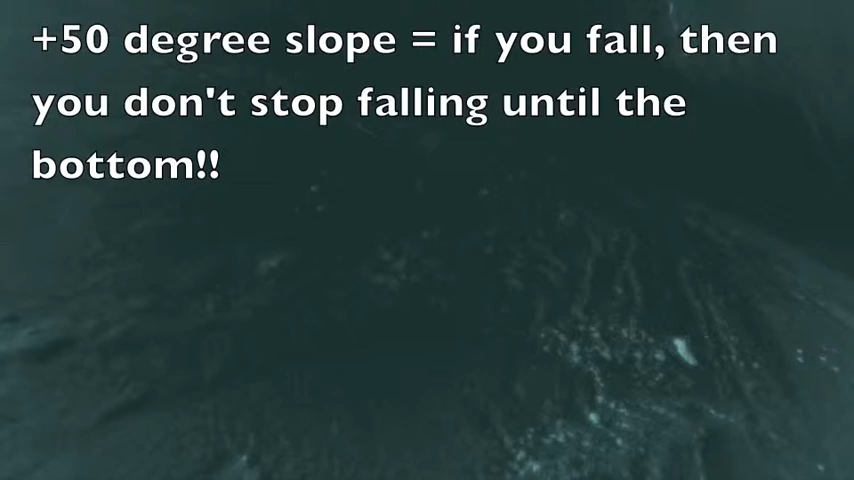 +50 degree slope = if you fall, then
you don't stop falling until the
bottom!!